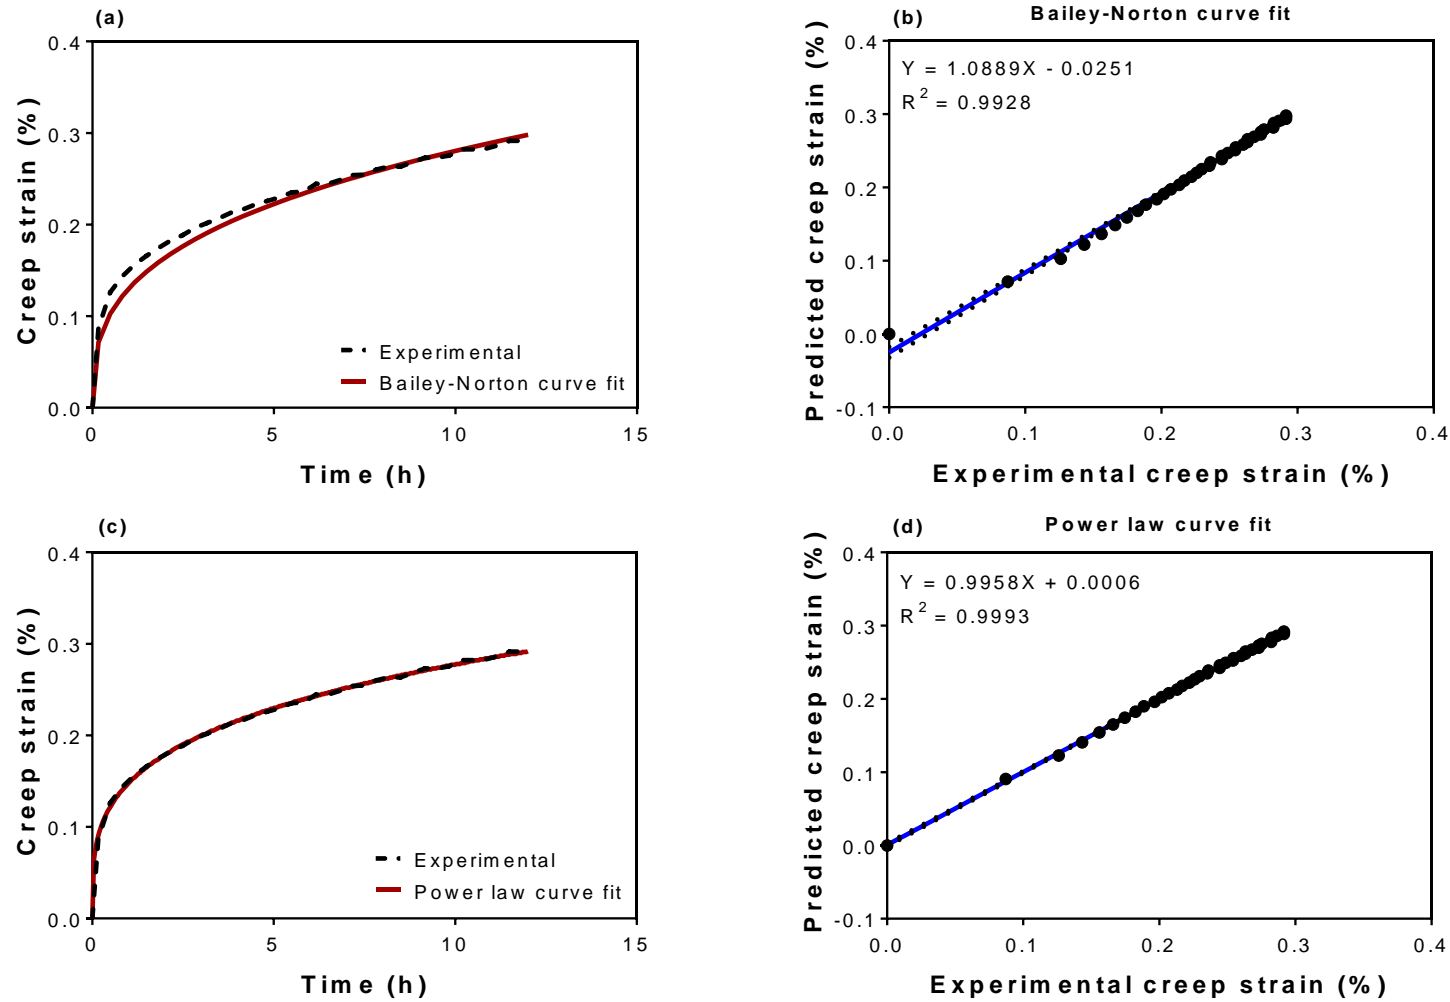 (a)
Creep strain (%)
0.4
0.3
0.2
0.1
0.0
Experimental
Bailey-Norton curve fit
0
5
10
15
Time (h)
(b)
Bailey-Norton curve fit
Predicted creep strain (%)
0.4
0.3
0.2
0.1
0.0
-0.1
Y = 1.0889X - 0.0251
R² = 0.9928
0.0
0.1
0.2
0.3
0.4
Experimental creep strain (%)
(c)
Creep strain (%)
0.4
0.3
0.2
0.1
0.0
Experimental
Power law curve fit
0
5
10
15
Time (h)
(d)
Power law curve fit
Predicted creep strain (%)
0.4
0.3
0.2
0.1
0.0
-0.1
Y = 0.9958X + 0.0006
R² = 0.9993
0.0
0.1
0.2
0.3
0.4
Experimental creep strain (%)